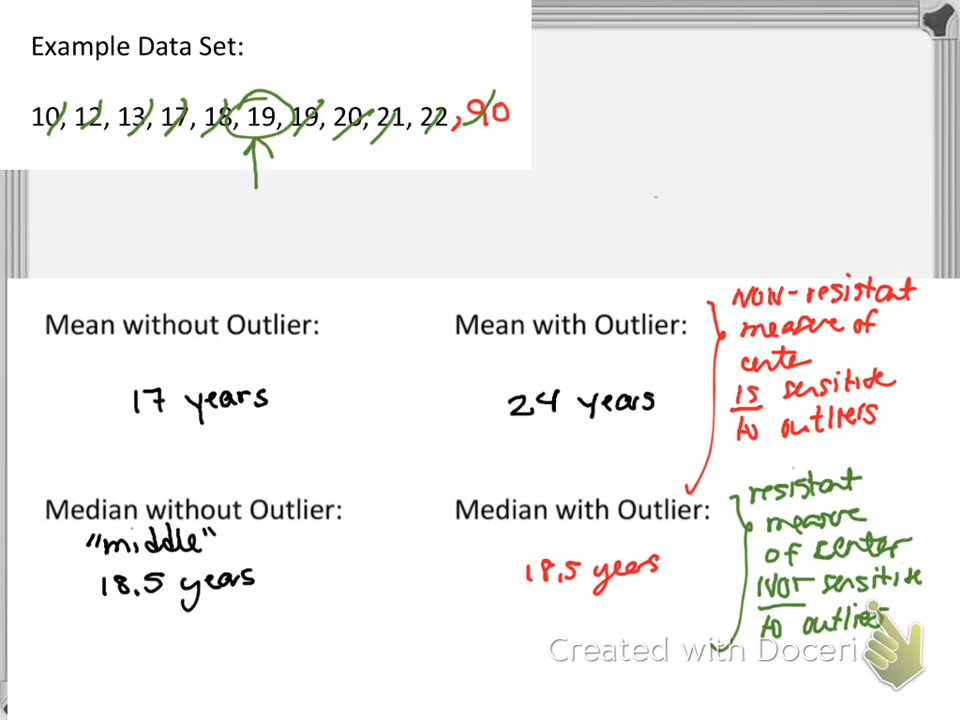 Example Data Set:
10, 12, 13, 17, 18, 19, 19, 20, 21, 22, 90
Mean without Outlier:
17 years
Mean with Outlier:
24 years
NON-resistant
measure of
center
is sensitive
to outliers
Median without Outlier:
"middle"
18.5 years
Median with Outlier:
18.5 years
resistant
measure
of center
NOT sensitive
to outlier
Created with Doceri